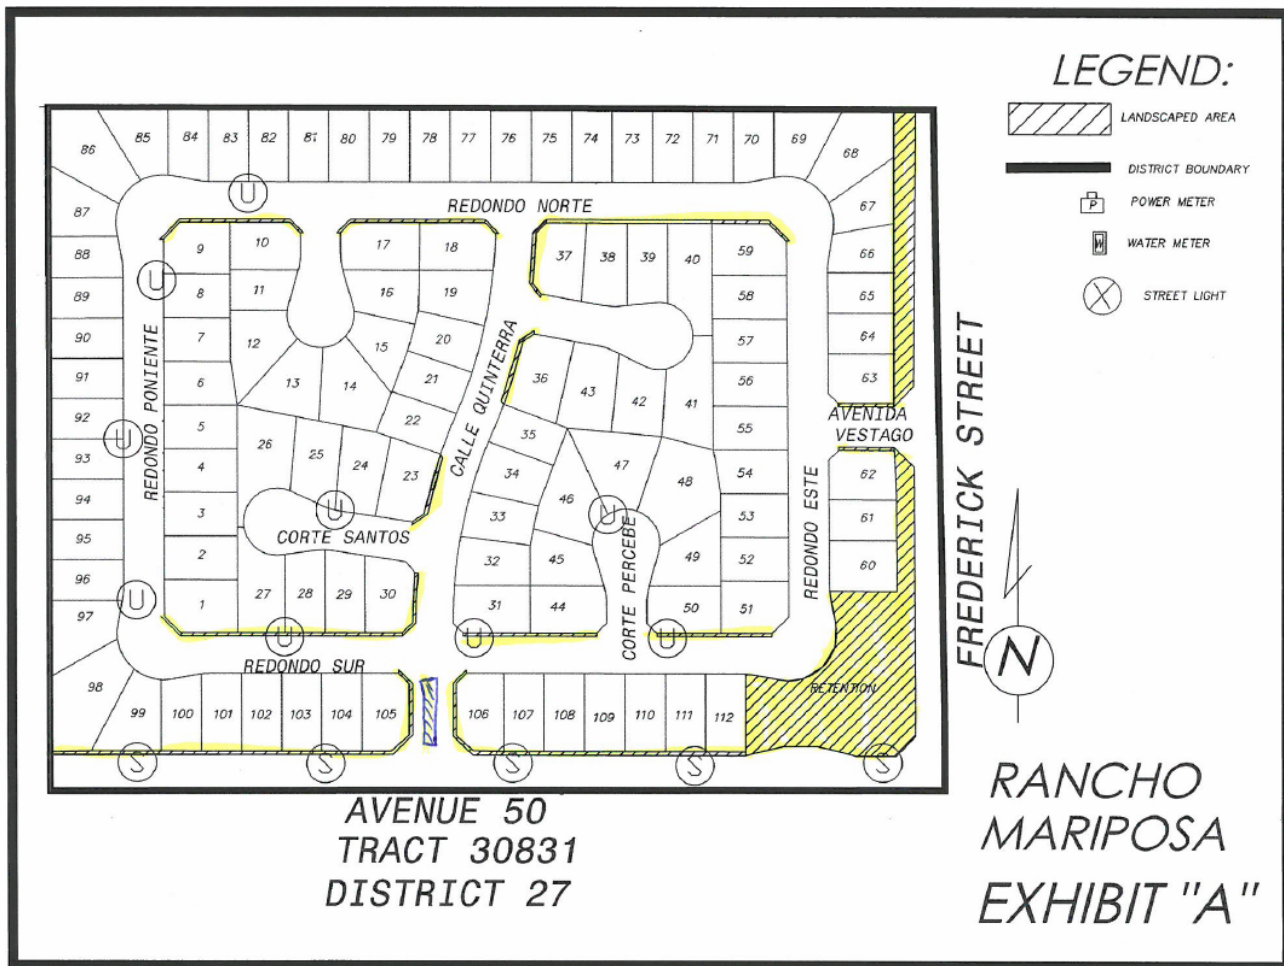 LEGEND:
LANDSCAPED AREA
DISTRICT BOUNDARY
P POWER METER
W WATER METER
X STREET LIGHT
86 85 84 83 82 81 80 79 78 77 76 75 74 73 72 71 70 69 68
87 U REDONDO NORTE 67
88 9 10 17 18 37 38 39 40 59 66
89 U 8 11 16 19 58 65
90 7 12 15 20 57 64
91 6 13 14 21 36 43 42 41 56 63
REDONDO PONIENTE
CALLE QUINTERRA
AVENIDA
VESTAGO
FREDERICK STREET
92 5 22 35 55
93 U 4 26 25 24 23 34 47 48 54 62
94 3 U 33 46 U 53 61
95 2 CORTE SANTOS 32 45 49 52 60
CORTE PERCEBE
REDONDO ESTE
96 U 1 27 28 29 30 31 44 50 51
97 U U U
REDONDO SUR
N
98 99 100 101 102 103 104 105 106 107 108 109 110 111 112 RETENTION
S S S S S
AVENUE 50
TRACT 30831
DISTRICT 27
RANCHO
MARIPOSA
EXHIBIT "A"